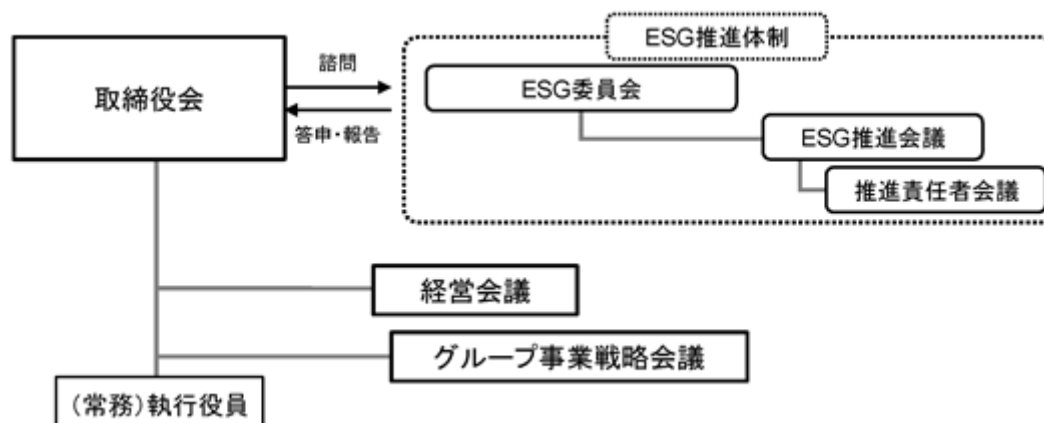 ESG推進体制
取締役会
諮問
答申・報告
ESG委員会
ESG推進会議
推進責任者会議
経営会議
グループ事業戦略会議
(常務)執行役員